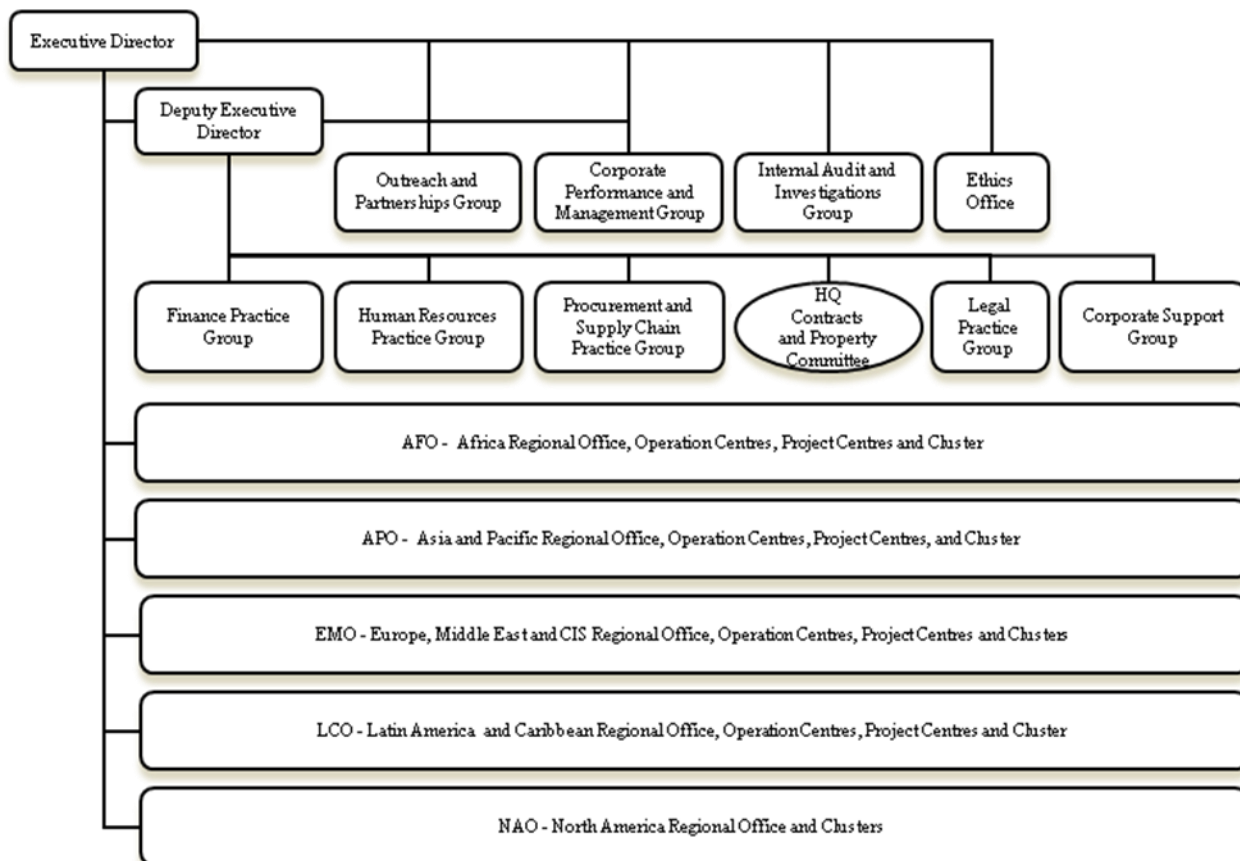 Executive Director
Deputy Executive
Director
Outreach and
Partnerships Group
Corporate
Performance and
Management Group
Internal Audit and
Investigations
Group
Ethics
Office
Finance Practice
Group
Human Resources
Practice Group
Procurement and
Supply Chain
Practice Group
HQ
Contracts
and Property
Committee
Legal
Practice
Group
Corporate Support
Group
AFO - Africa Regional Office, Operation Centres, Project Centres and Cluster
APO - Asia and Pacific Regional Office, Operation Centres, Project Centres, and Cluster
EMO - Europe, Middle East and CIS Regional Office, Operation Centres, Project Centres and Clusters
LCO - Latin America and Caribbean Regional Office, Operation Centres, Project Centres and Cluster
NAO - North America Regional Office and Clusters